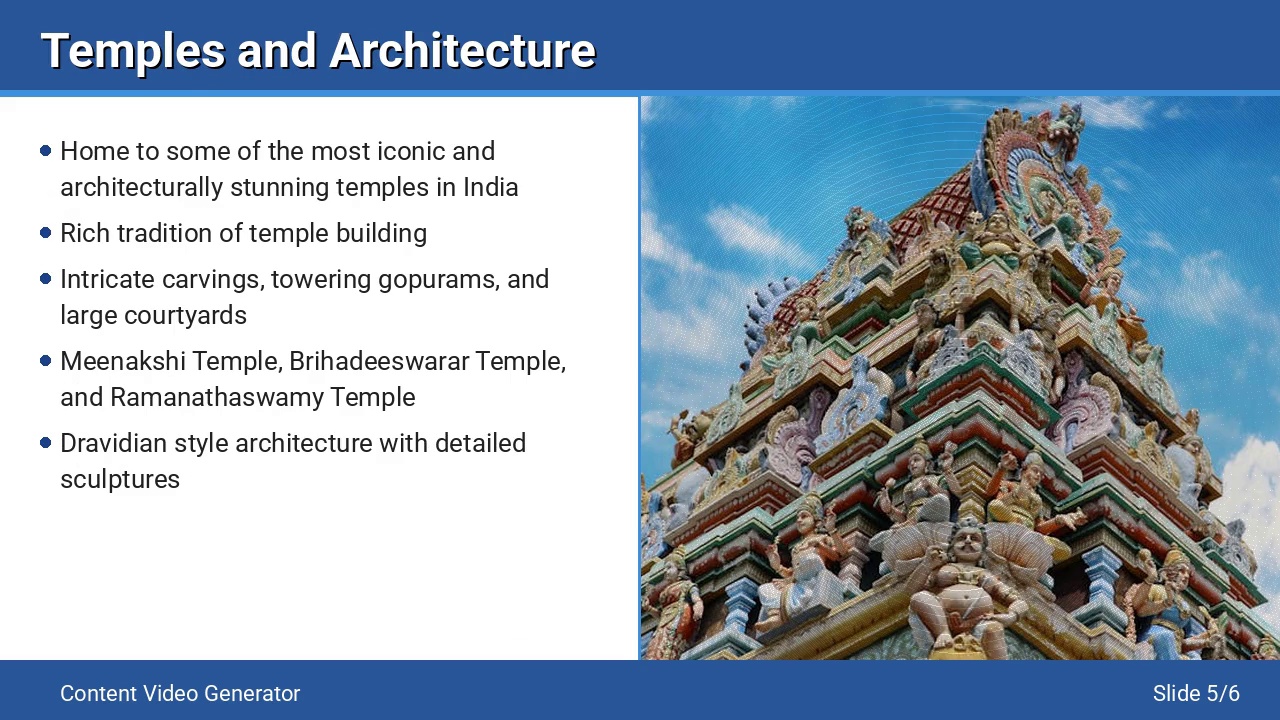 Temples and Architecture
Home to some of the most iconic and
architecturally stunning temples in India
Rich tradition of temple building
Intricate carvings, towering gopurams, and
large courtyards
Meenakshi Temple, Brihadeeswarar Temple,
and Ramanathaswamy Temple
Dravidian style architecture with detailed
sculptures
Content Video Generator
Slide 5/6